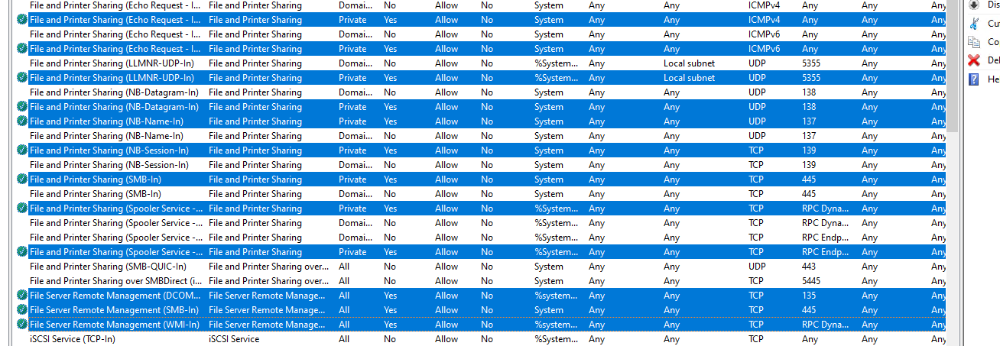 File and Printer Sharing (Echo Request - I... File and Printer Sharing Domai... No Allow No System Any Any ICMPv4 Any Any Any Dis
File and Printer Sharing (Echo Request - I... File and Printer Sharing Private Yes Allow No System Any Any ICMPv4 Any Any Any Cu
File and Printer Sharing (Echo Request - I... File and Printer Sharing Domai... No Allow No System Any Any ICMPv6 Any Any Any Co
File and Printer Sharing (Echo Request - I... File and Printer Sharing Private Yes Allow No System Any Any ICMPv6 Any Any Any
File and Printer Sharing (LLMNR-UDP-In) File and Printer Sharing Domai... No Allow No %System... Any Local subnet UDP 5355 Any Any Del
File and Printer Sharing (LLMNR-UDP-In) File and Printer Sharing Private Yes Allow No %System... Any Local subnet UDP 5355 Any Any He
File and Printer Sharing (NB-Datagram-In) File and Printer Sharing Domai... No Allow No System Any Any UDP 138 Any Any
File and Printer Sharing (NB-Datagram-In) File and Printer Sharing Private Yes Allow No System Any Any UDP 138 Any Any
File and Printer Sharing (NB-Name-In) File and Printer Sharing Private Yes Allow No System Any Any UDP 137 Any Any
File and Printer Sharing (NB-Name-In) File and Printer Sharing Domai... No Allow No System Any Any UDP 137 Any Any
File and Printer Sharing (NB-Session-In) File and Printer Sharing Private Yes Allow No System Any Any TCP 139 Any Any
File and Printer Sharing (NB-Session-In) File and Printer Sharing Domai... No Allow No System Any Any TCP 139 Any Any
File and Printer Sharing (SMB-In) File and Printer Sharing Private Yes Allow No System Any Any TCP 445 Any Any
File and Printer Sharing (SMB-In) File and Printer Sharing Domai... No Allow No System Any Any TCP 445 Any Any
File and Printer Sharing (Spooler Service -... File and Printer Sharing Private Yes Allow No %System... Any Any TCP RPC Dyna... Any Any
File and Printer Sharing (Spooler Service -... File and Printer Sharing Domai... No Allow No %System... Any Any TCP RPC Dyna... Any Any
File and Printer Sharing (Spooler Service -... File and Printer Sharing Domai... No Allow No %System... Any Any TCP RPC Endp... Any Any
File and Printer Sharing (Spooler Service -... File and Printer Sharing Private Yes Allow No %System... Any Any TCP RPC Endp... Any Any
File and Printer Sharing (SMB-QUIC-In) File and Printer Sharing over... All No Allow No System Any Any UDP 443 Any Any
File and Printer Sharing over SMBDirect (i... File and Printer Sharing over... All No Allow No System Any Any TCP 5445 Any Any
File Server Remote Management (DCOM... File Server Remote Manage... All Yes Allow No %system... Any Any TCP 135 Any Any
File Server Remote Management (SMB-In) File Server Remote Manage... All Yes Allow No System Any Any TCP 445 Any Any
File Server Remote Management (WMI-In) File Server Remote Manage... All Yes Allow No %system... Any Any TCP RPC Dyna... Any Any
iSCSI Service (TCP-In) iSCSI Service All No Allow No %System... Any Any TCP Any Any Any